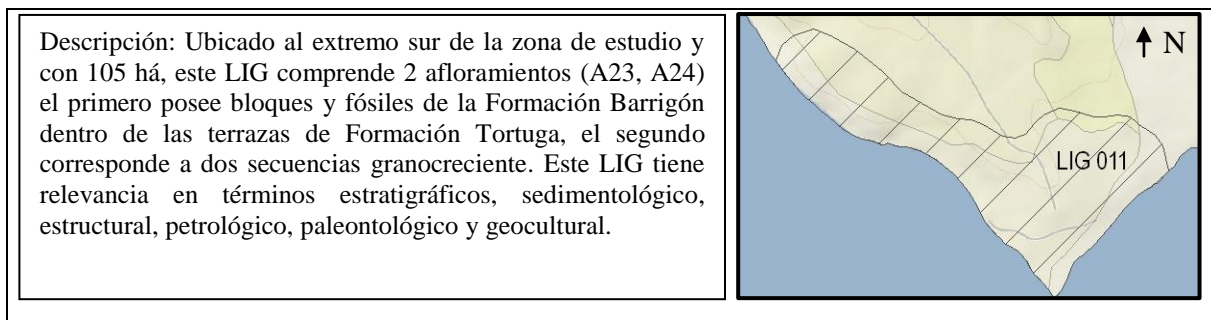 Descripción: Ubicado al extremo sur de la zona de estudio y
con 105 há, este LIG comprende 2 afloramientos (A23, A24)
el primero posee bloques y fósiles de la Formación Barrigón
dentro de las terrazas de Formación Tortuga, el segundo
corresponde a dos secuencias granocreciente. Este LIG tiene
relevancia en términos estratigráficos, sedimentológico,
estructural, petrológico, paleontológico y geocultural.
N
LIG 011